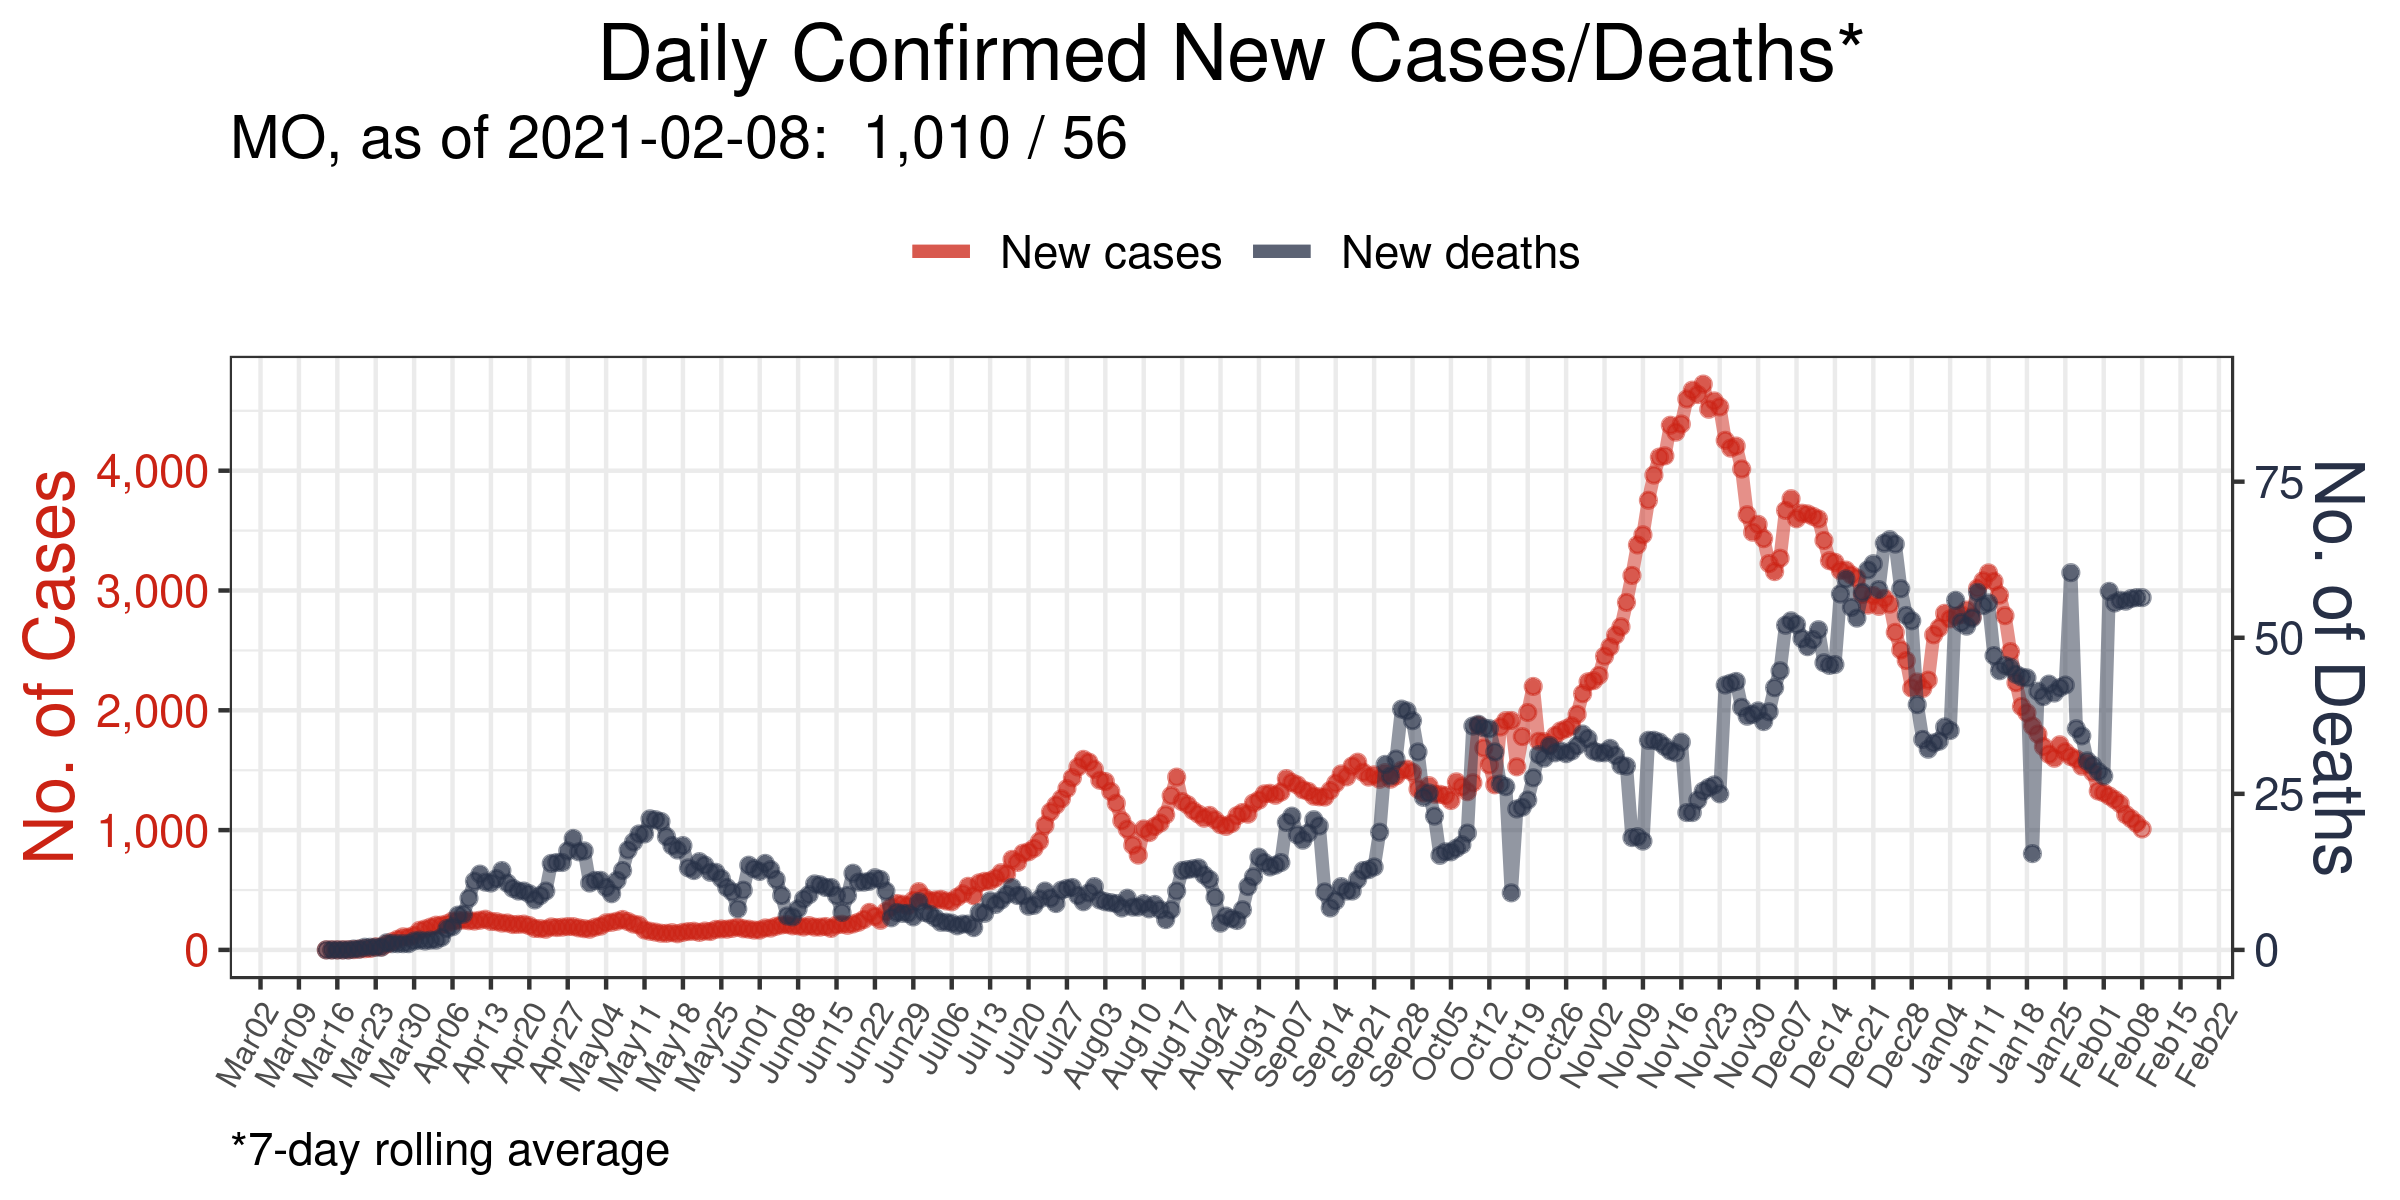 Daily Confirmed New Cases/Deaths*
MO, as of 2021-02-08:  1,010 / 56
New cases
New deaths
No. of Cases
4,000
3,000
2,000
1,000
0
75
50
25
0
No. of Deaths
Mar02
Mar09
Mar16
Mar23
Mar30
Apr06
Apr13
Apr20
Apr27
May04
May11
May18
May25
Jun01
Jun08
Jun15
Jun22
Jun29
Jul06
Jul13
Jul20
Jul27
Aug03
Aug10
Aug17
Aug24
Aug31
Sep07
Sep14
Sep21
Sep28
Oct05
Oct12
Oct19
Oct26
Nov02
Nov09
Nov16
Nov23
Nov30
Dec07
Dec14
Dec21
Dec28
Jan04
Jan11
Jan18
Jan25
Feb01
Feb08
Feb15
Feb22
*7-day rolling average